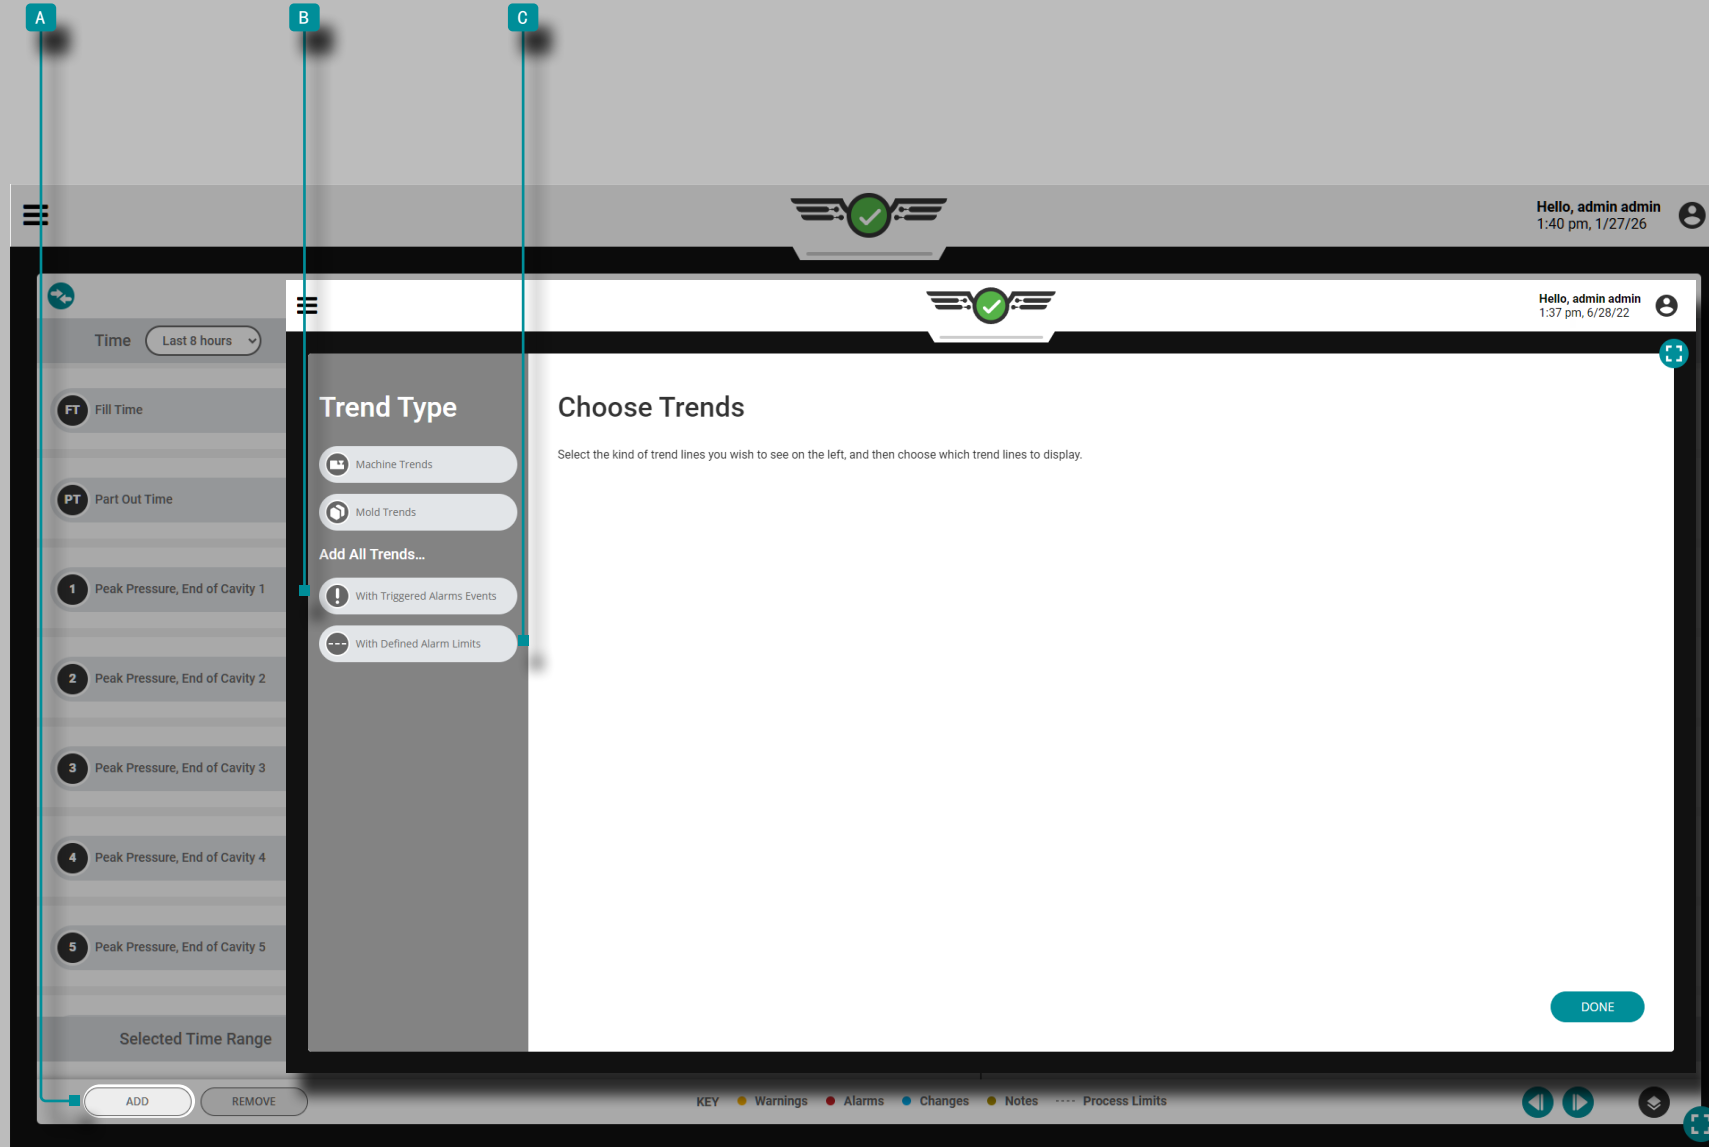 A
B
C
Hello, admin admin
1:40 pm, 1/27/26
Hello, admin admin
1:37 pm, 6/28/22
Time
Last 8 hours
FT Fill Time
PT Part Out Time
1 Peak Pressure, End of Cavity 1
2 Peak Pressure, End of Cavity 2
3 Peak Pressure, End of Cavity 3
4 Peak Pressure, End of Cavity 4
5 Peak Pressure, End of Cavity 5
Selected Time Range
Trend Type
Machine Trends
Mold Trends
Add All Trends...
With Triggered Alarms Events
With Defined Alarm Limits
Choose Trends
Select the kind of trend lines you wish to see on the left, and then choose which trend lines to display.
DONE
ADD
REMOVE
KEY Warnings Alarms Changes Notes Process Limits